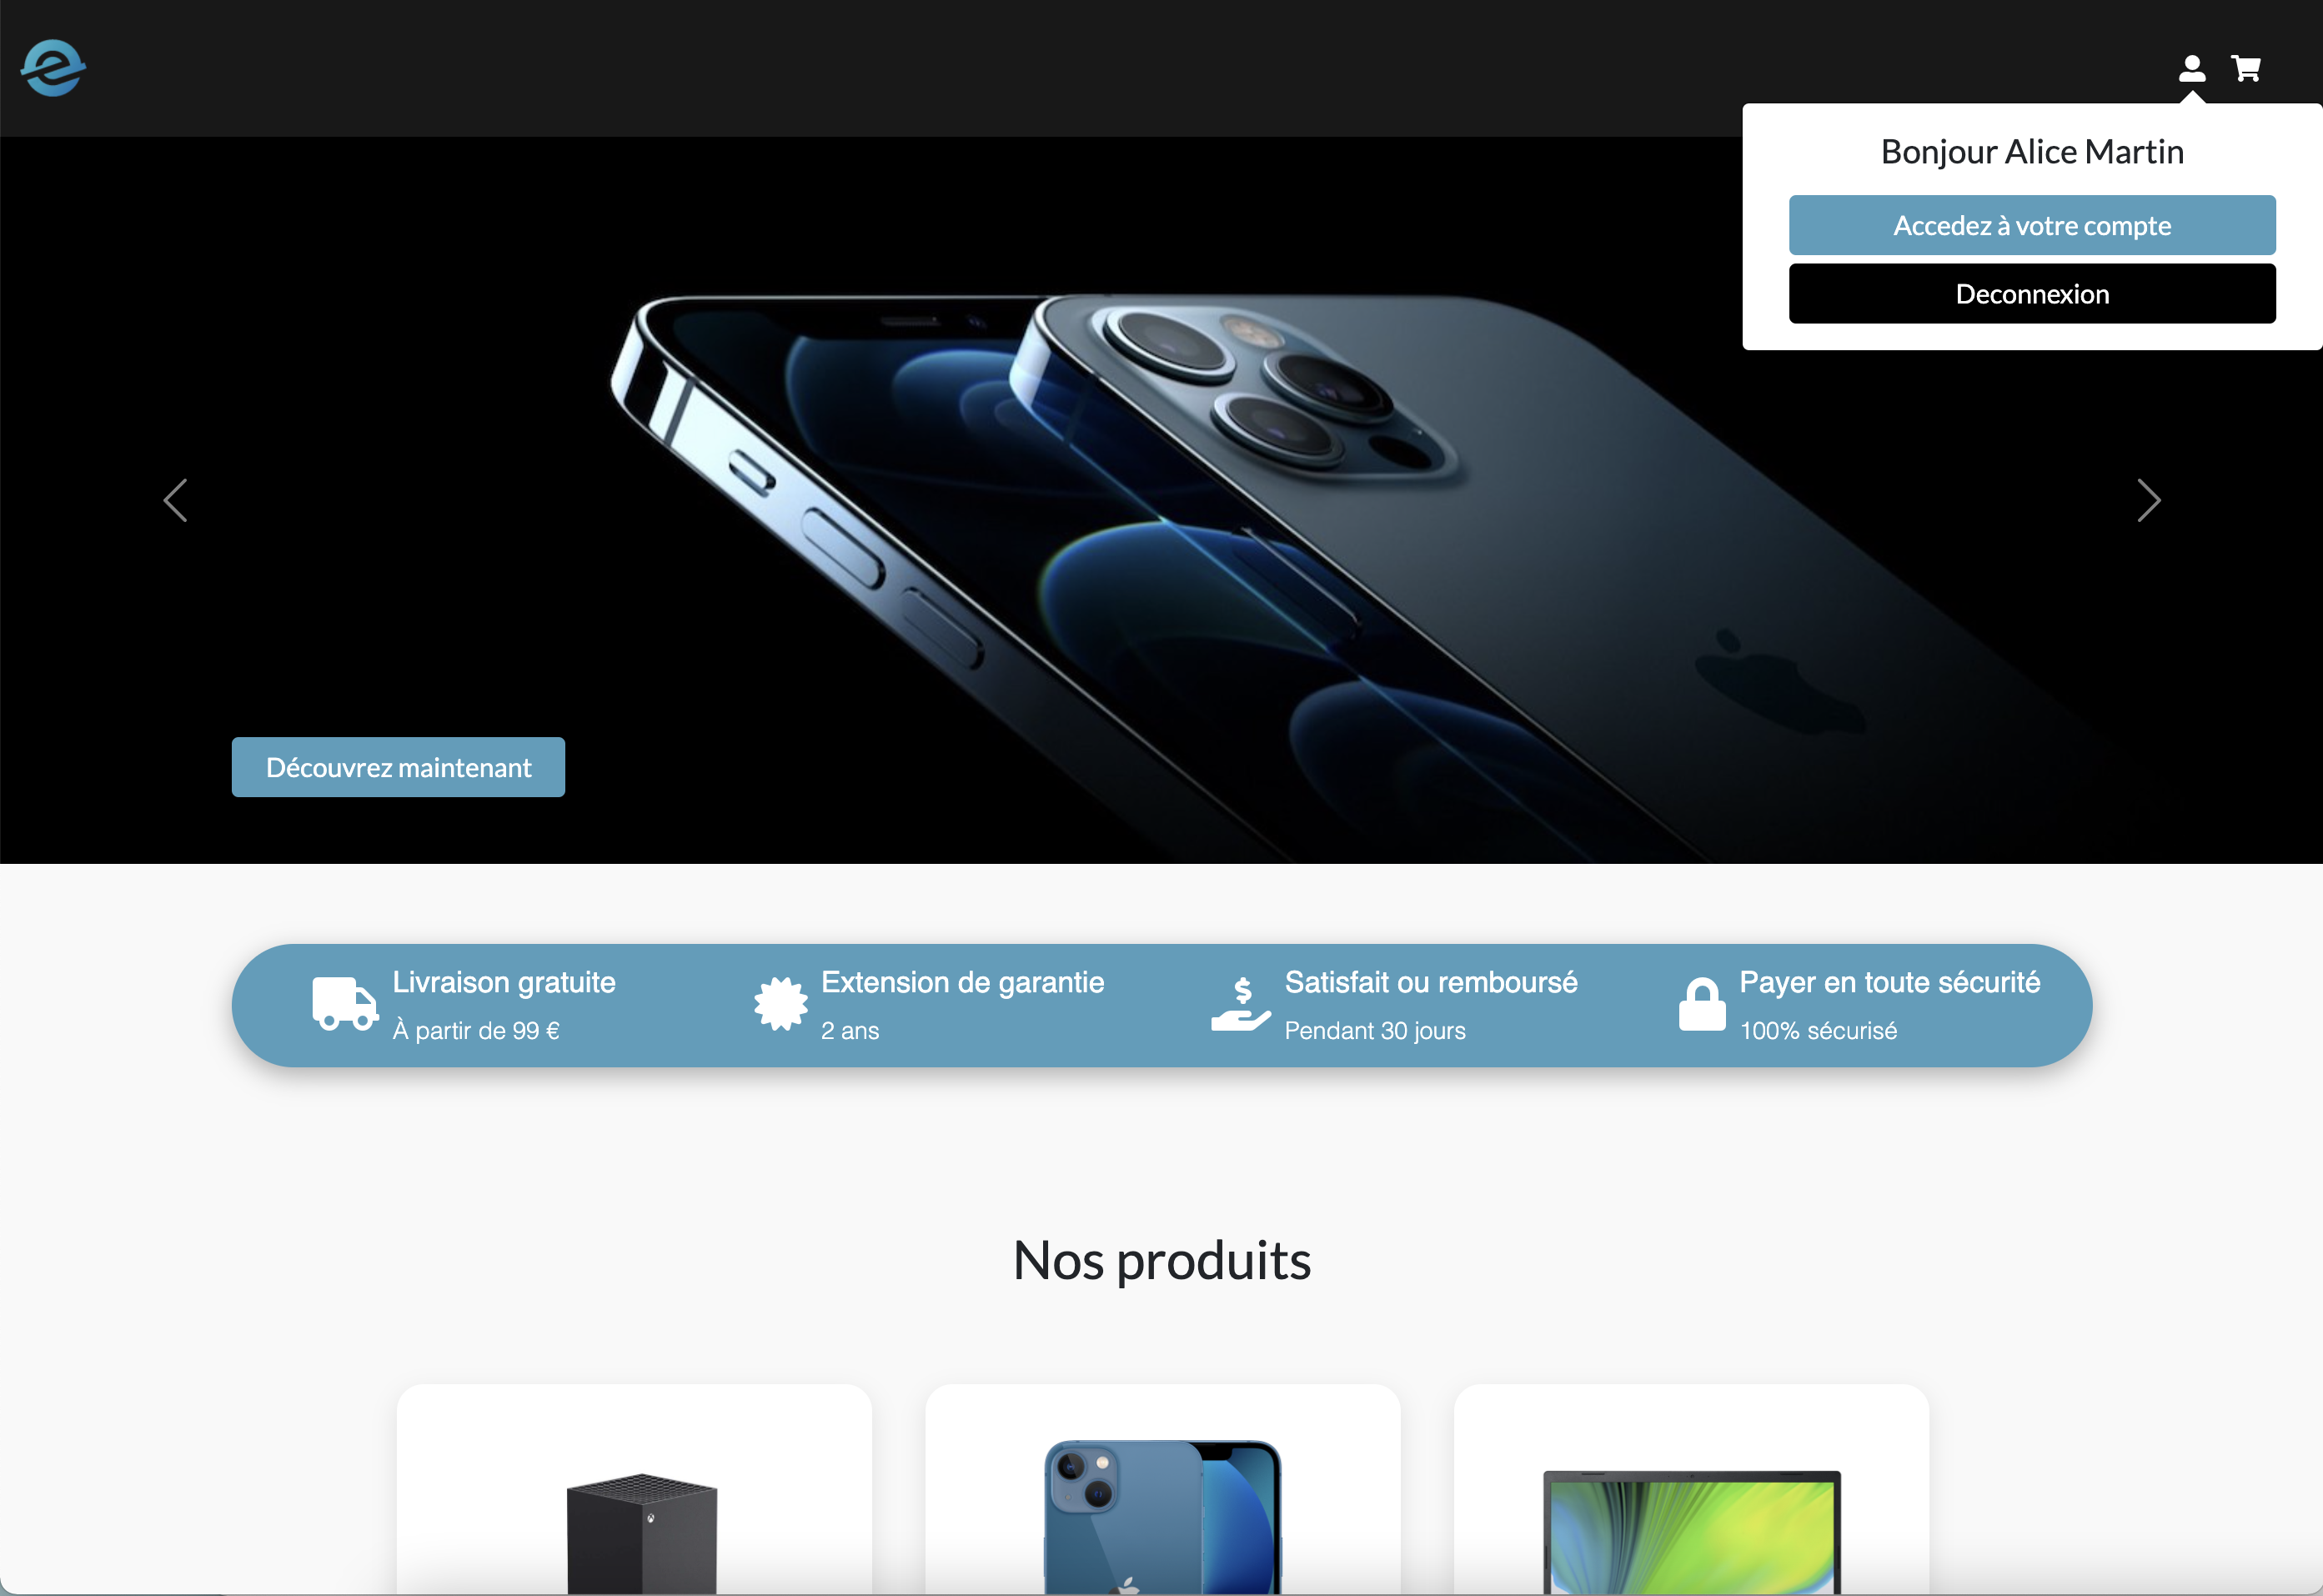 Bonjour Alice Martin
Accedez à votre compte
Deconnexion
Découvrez maintenant
Livraison gratuite
À partir de 99 €
Extension de garantie
2 ans
Satisfait ou remboursé
Pendant 30 jours
Payer en toute sécurité
100% sécurisé
Nos produits